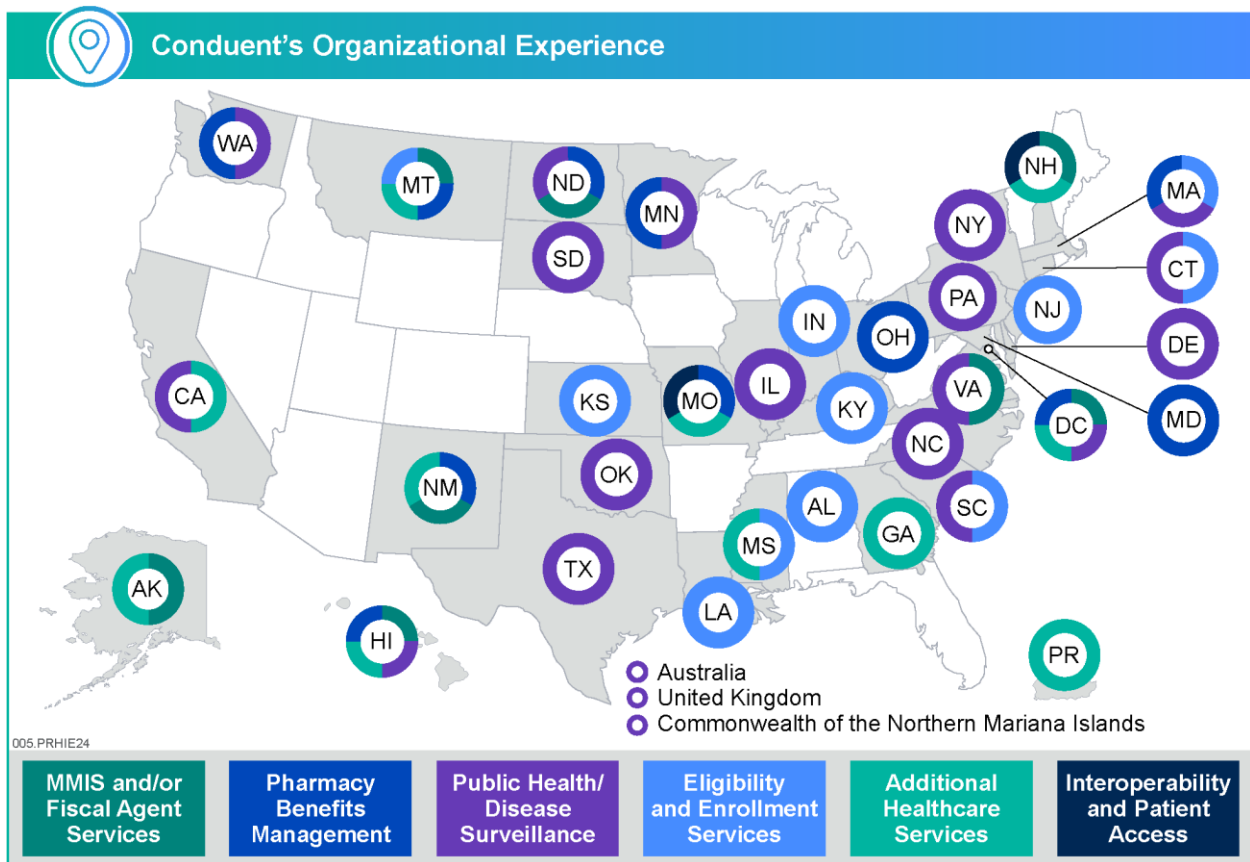 Conduent's Organizational Experience
WA
MT
ND
MN
SD
NH
MA
NY
CT
PA
NJ
IN
OH
DE
CA
KS
MO
IL
KY
VA
DC
MD
NC
NM
OK
AL
SC
MS
GA
TX
AK
LA
HI
PR
Australia
United Kingdom
Commonwealth of the Northern Mariana Islands
005.PRHIE24
MMIS and/or
Fiscal Agent
Services
Pharmacy
Benefits
Management
Public Health/
Disease
Surveillance
Eligibility
and Enrollment
Services
Additional
Healthcare
Services
Interoperability
and Patient
Access